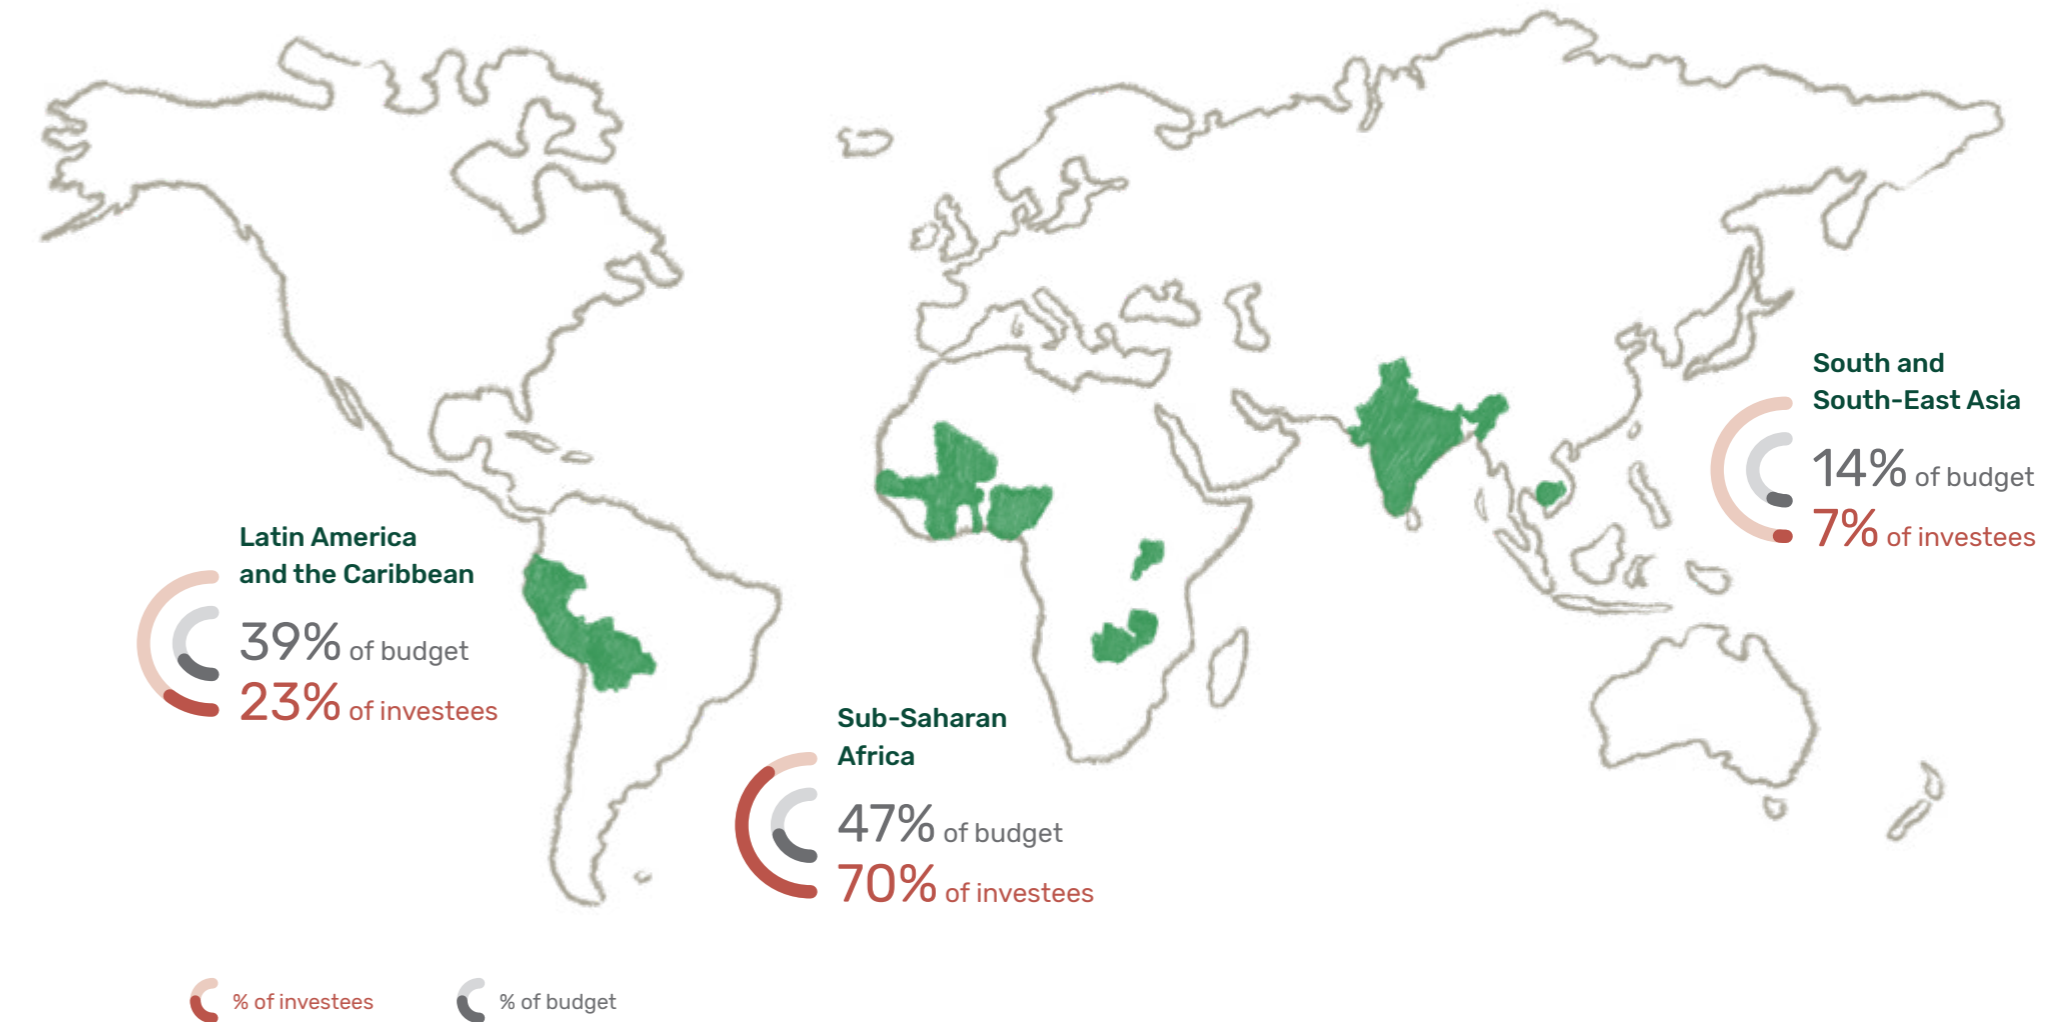 South and
South-East Asia
14% of budget
7% of investees
Latin America
and the Caribbean
39% of budget
23% of investees
Sub-Saharan
Africa
47% of budget
70% of investees
% of investees
% of budget